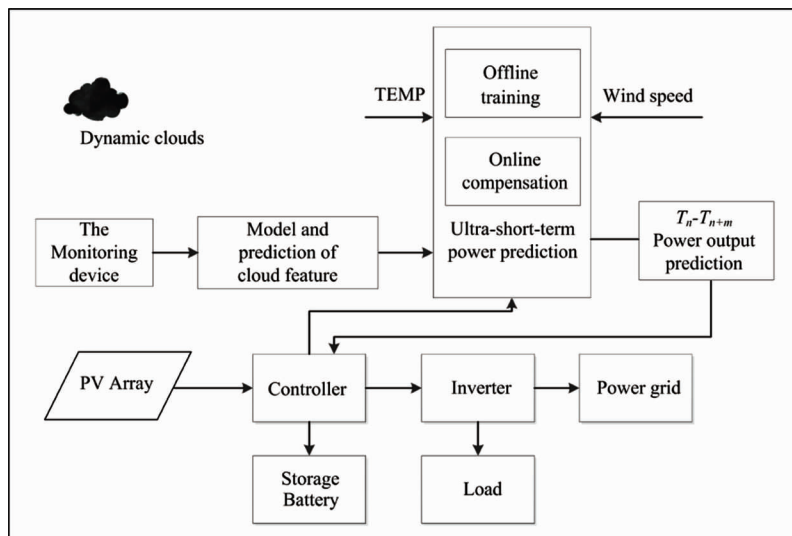 Offline
training
TEMP
Wind speed
Dynamic clouds
Online
compensation
The
Monitoring
device
Model and
prediction of
cloud feature
Ultra-short-term
power prediction
Tn-Tn+m
Power output
prediction
PV Array
Controller
Inverter
Power grid
Storage
Battery
Load